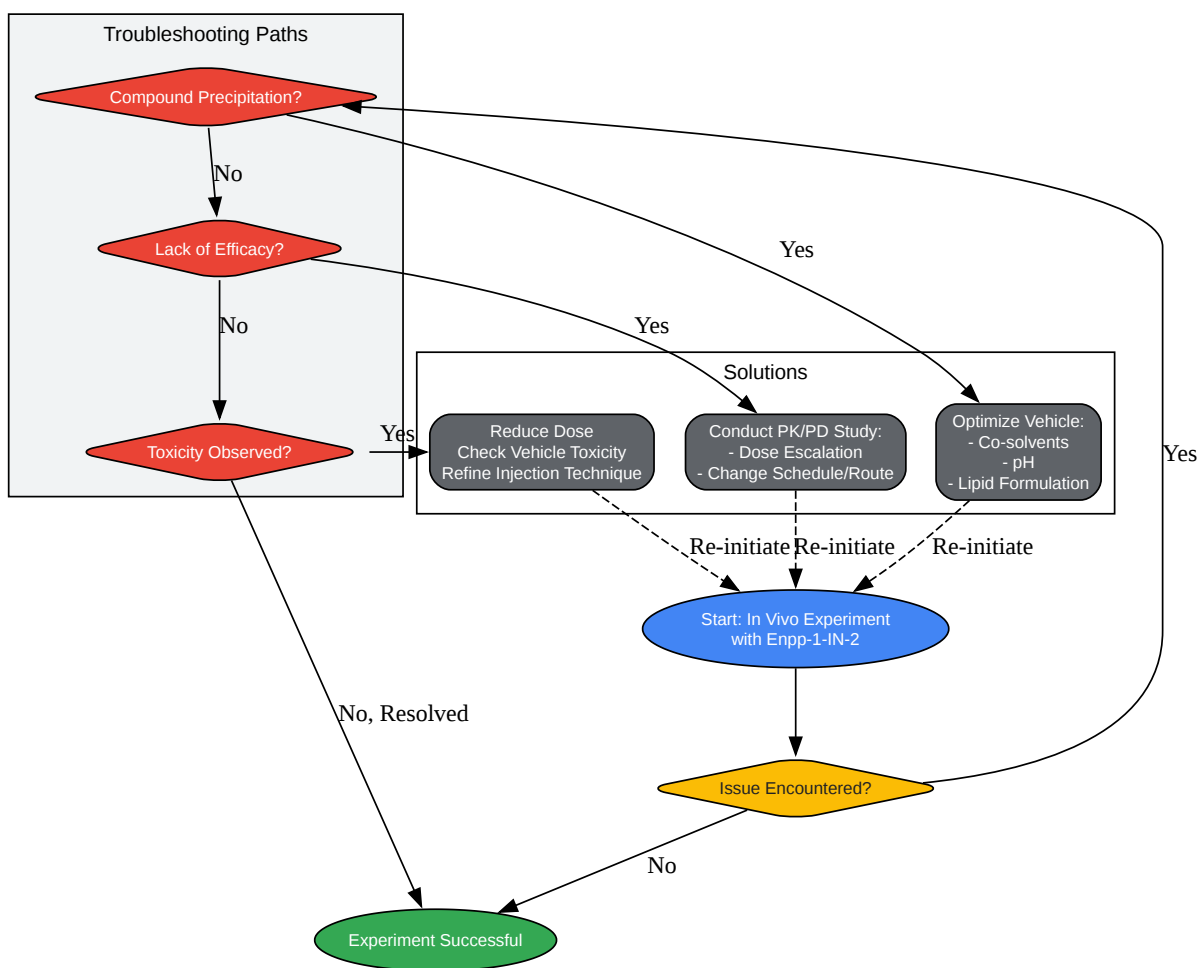 Troubleshooting Paths
Compound Precipitation?
No
Lack of Efficacy?
Yes
Yes
No
Solutions
Toxicity Observed?
Yes
Reduce Dose
Check Vehicle Toxicity
Refine Injection Technique
Conduct PK/PD Study:
- Dose Escalation
- Change Schedule/Route
Optimize Vehicle:
- Co-solvents
- pH
- Lipid Formulation
Yes
Re-initiate
Re-initiate
Re-initiate
Start: In Vivo Experiment
with Enpp-1-IN-2
No, Resolved
Issue Encountered?
No
Experiment Successful